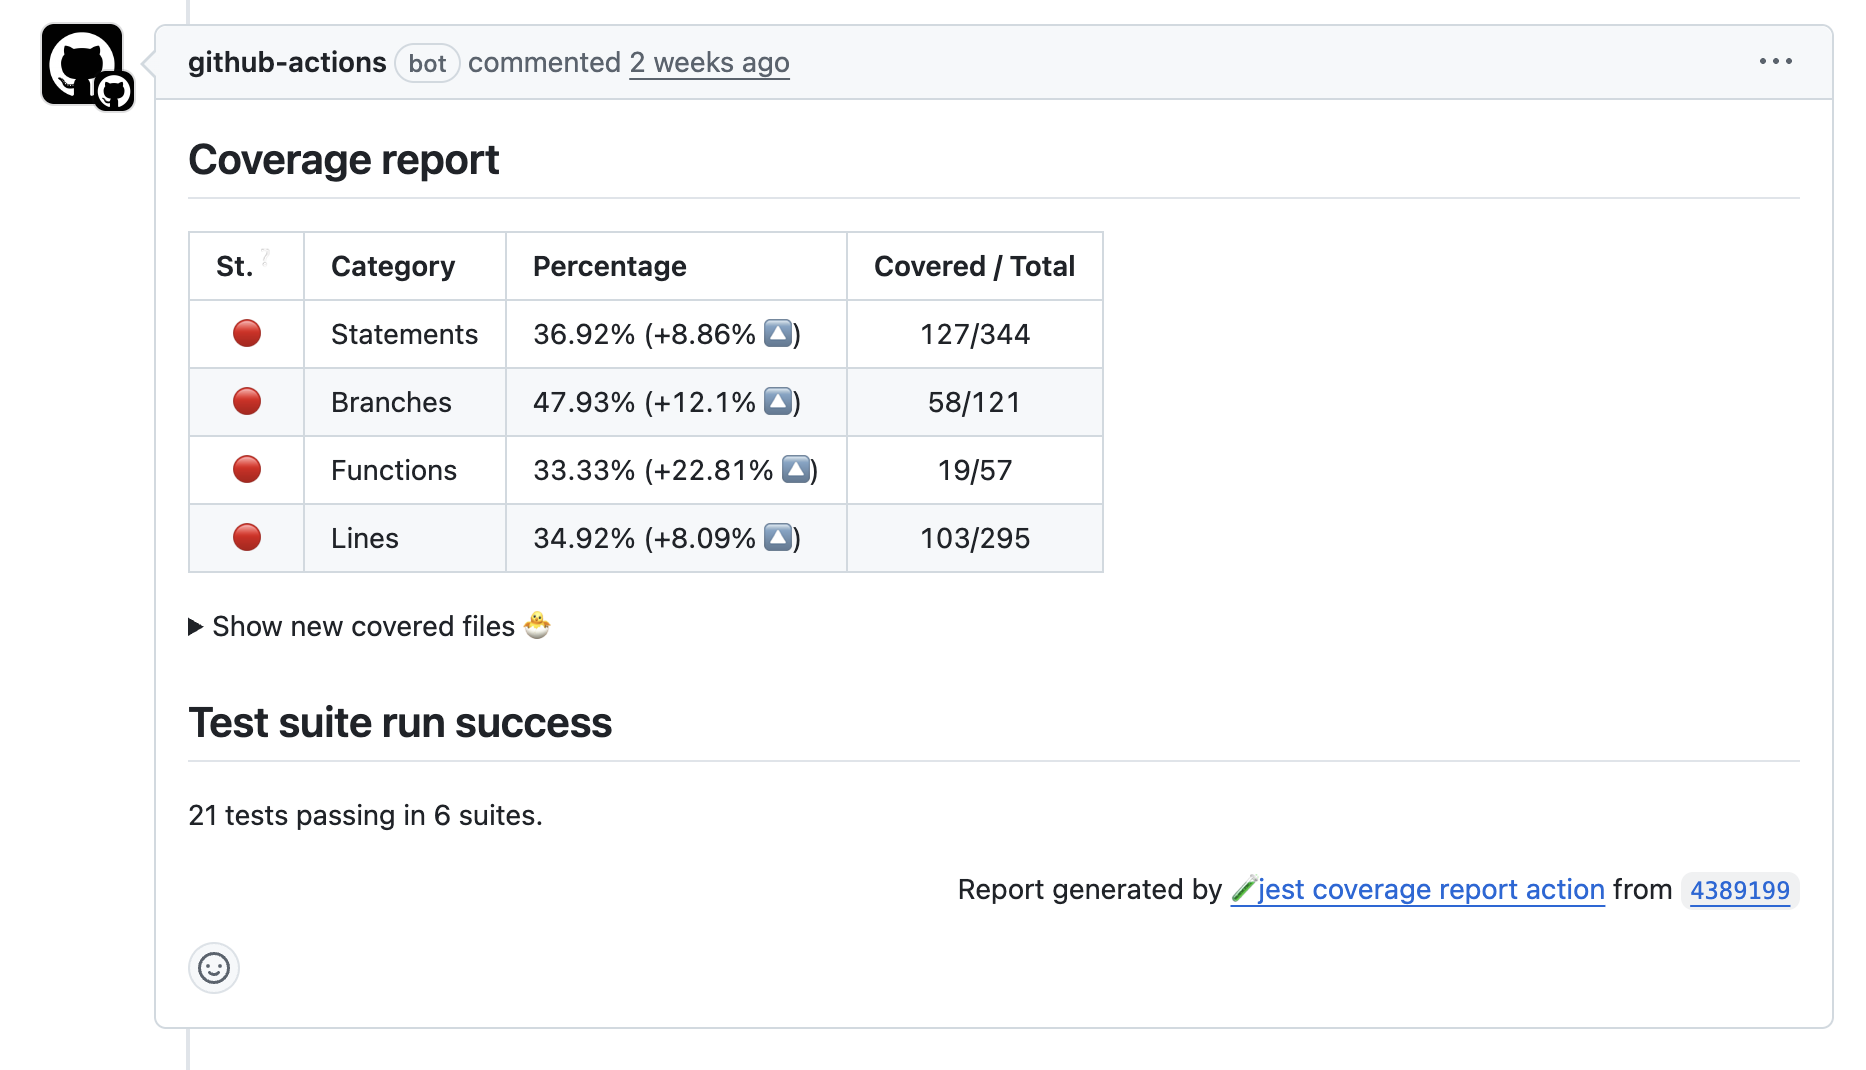 github-actions bot commented 2 weeks ago
Coverage report
St.❔ Category Percentage Covered / Total
🔴 Statements 36.92% (+8.86% 🔼) 127/344
🔴 Branches 47.93% (+12.1% 🔼) 58/121
🔴 Functions 33.33% (+22.81% 🔼) 19/57
🔴 Lines 34.92% (+8.09% 🔼) 103/295
▶ Show new covered files 🐣
Test suite run success
21 tests passing in 6 suites.
Report generated by 🧪jest coverage report action from 4389199